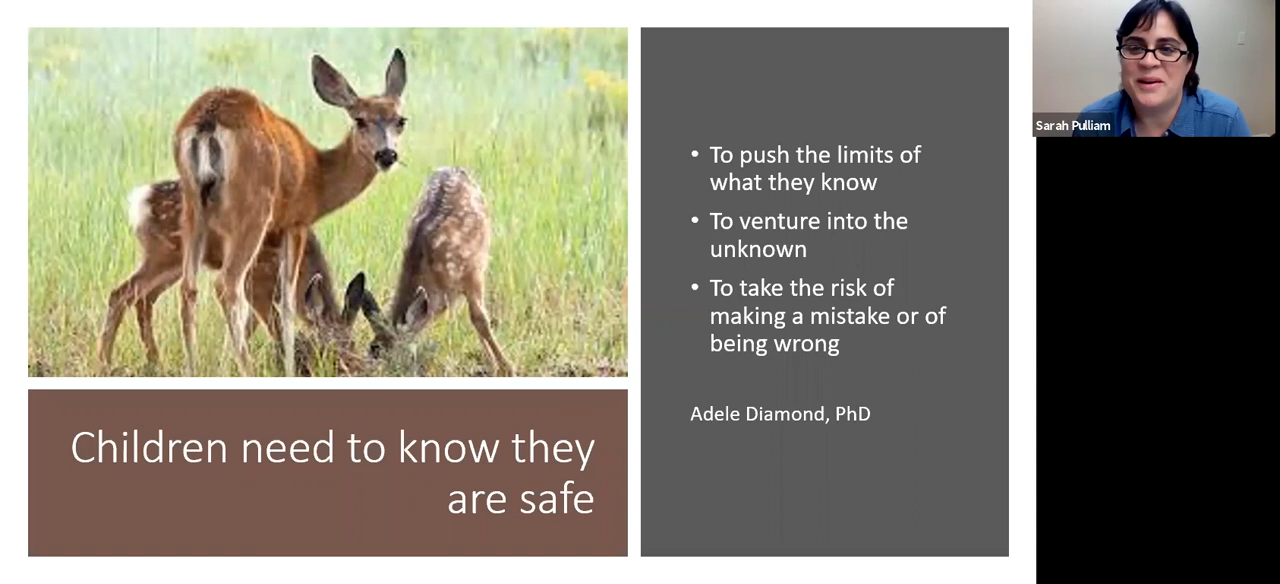 Children need to know they
are safe
• To push the limits of
what they know
• To venture into the
unknown
• To take the risk of
making a mistake or of
being wrong
Adele Diamond, PhD
Sarah Pulliam